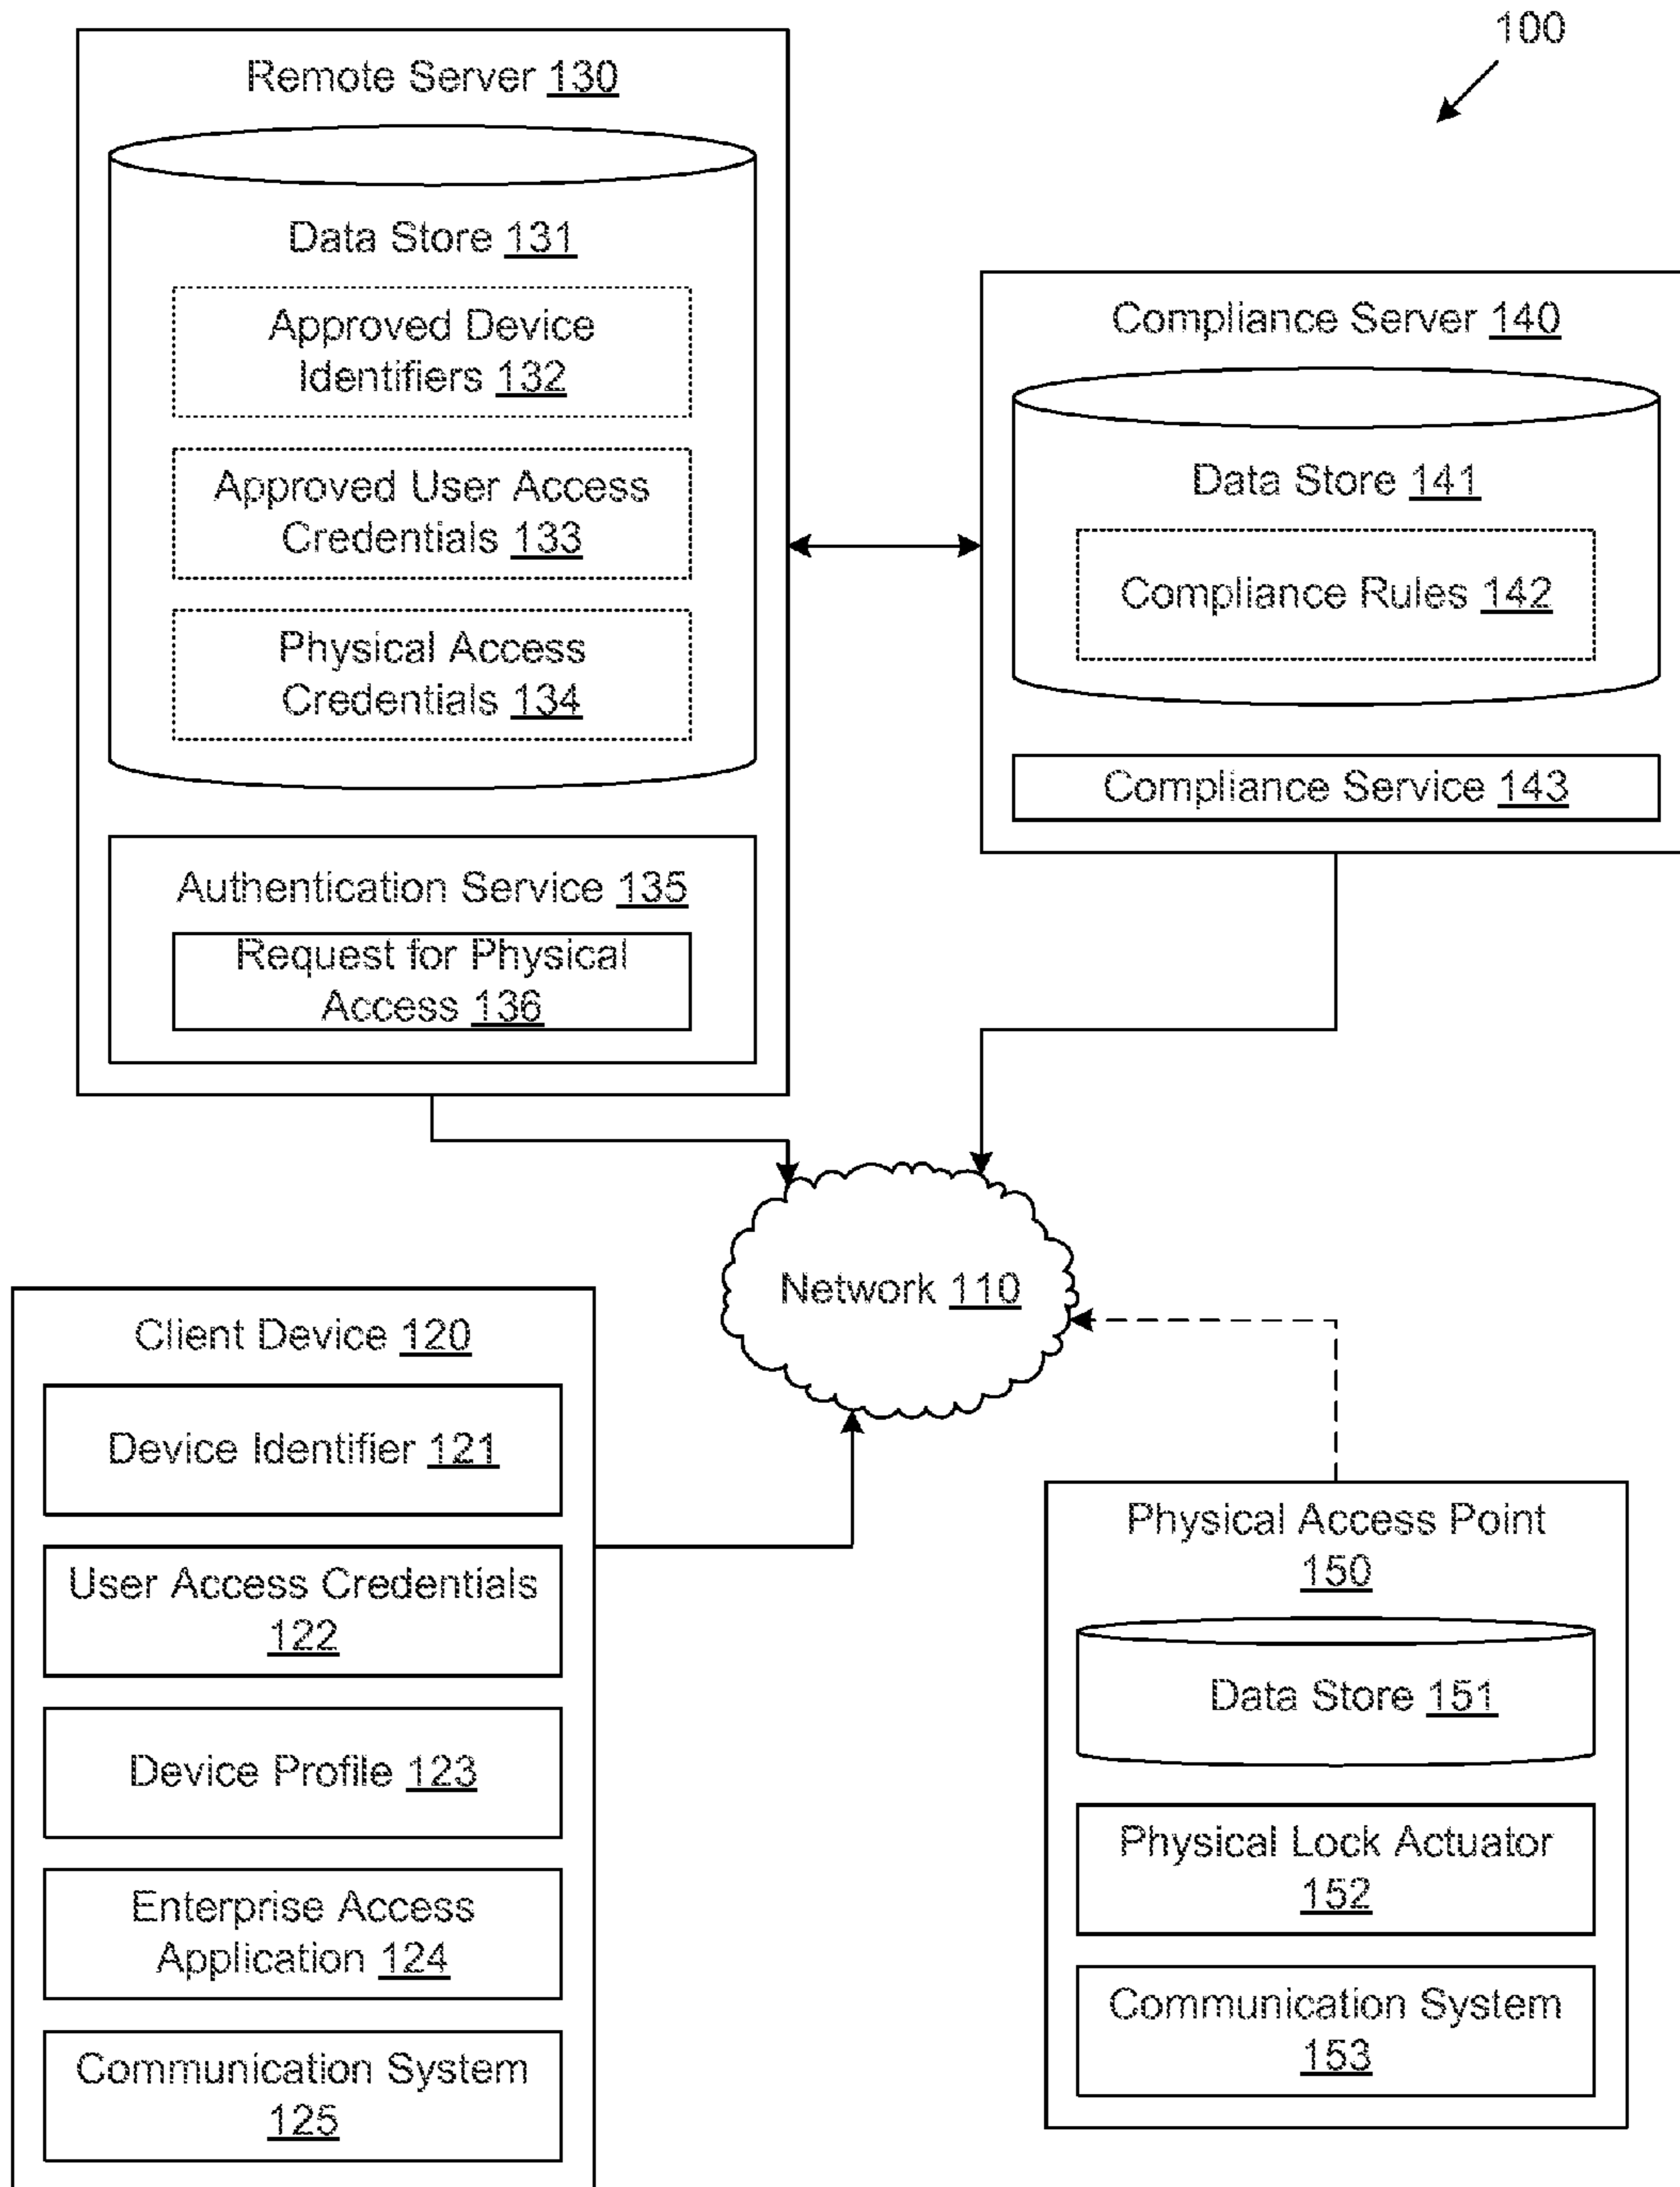 100
Remote Server 130
Data Store 131
Approved Device
Identifiers 132
Approved User Access
Credentials 133
Physical Access
Credentials 134
Authentication Service 135
Request for Physical
Access 136
Compliance Server 140
Data Store 141
Compliance Rules 142
Compliance Service 143
Network 110
Client Device 120
Device Identifier 121
User Access Credentials
122
Device Profile 123
Enterprise Access
Application 124
Communication System
125
Physical Access Point
150
Data Store 151
Physical Lock Actuator
152
Communication System
153